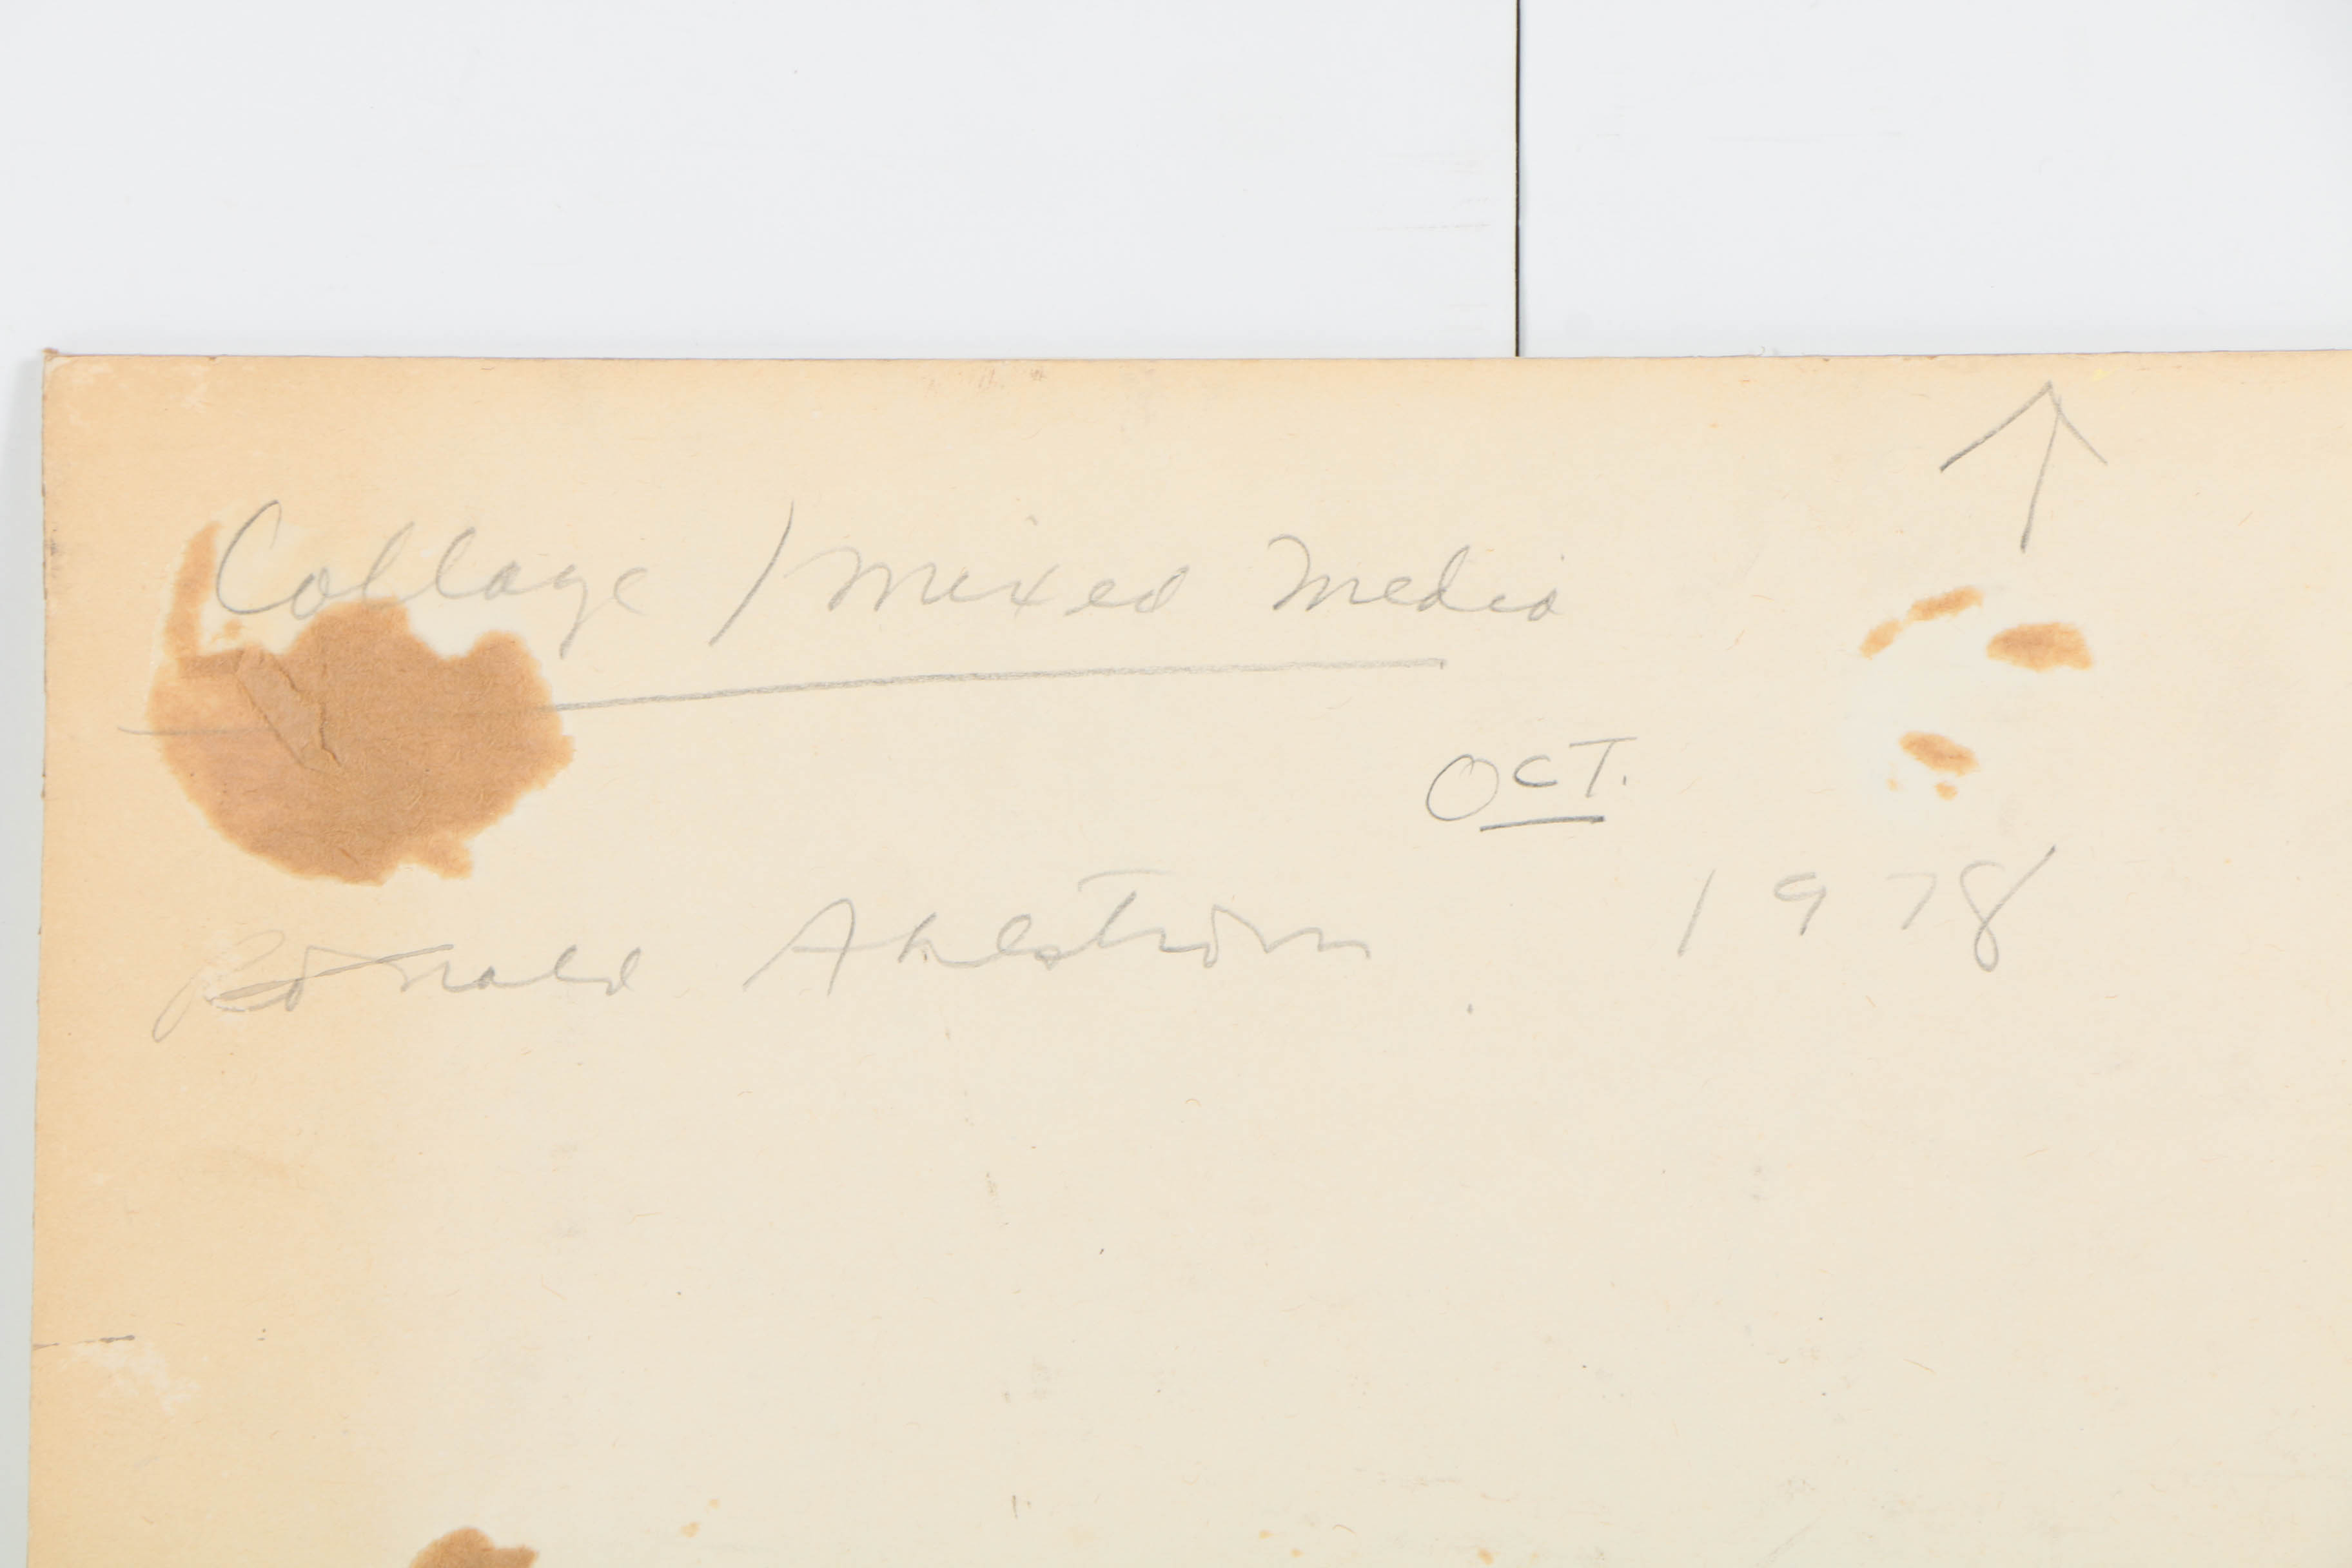 Collage / mixed media
OCT.
Ronald Ahlstrom 1978